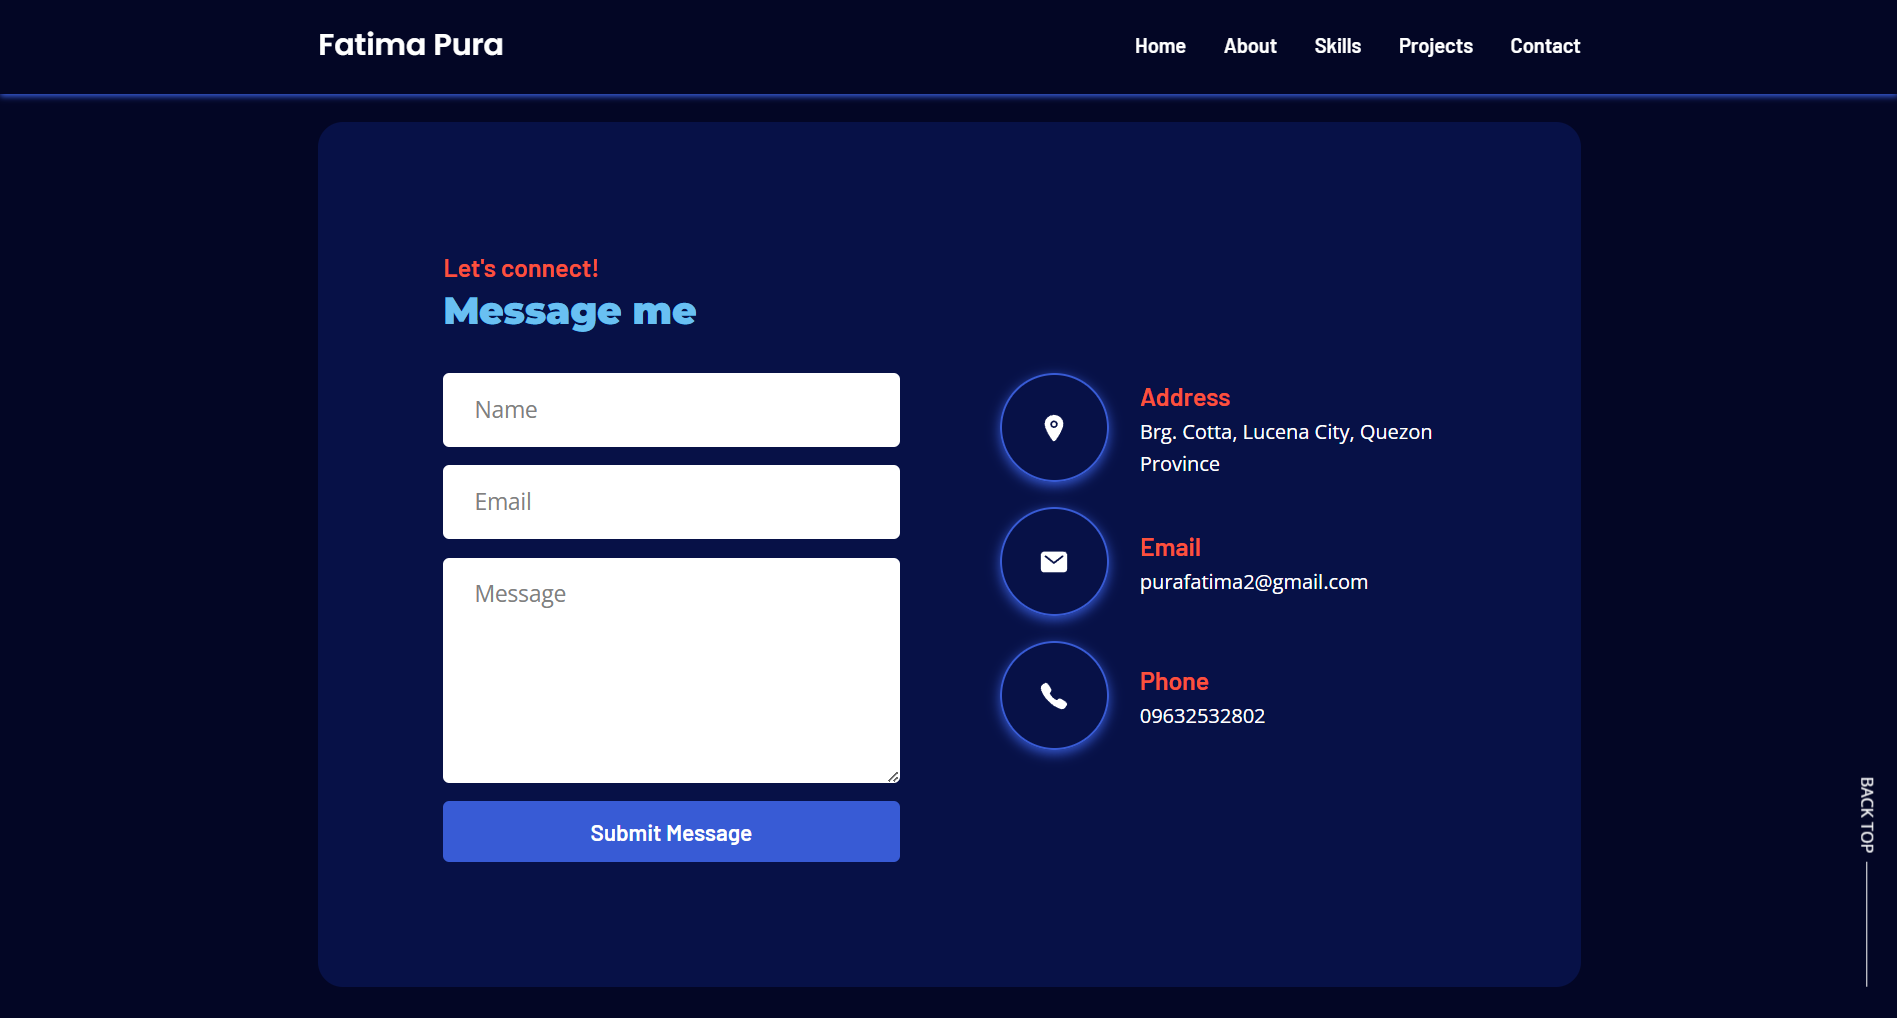 Fatima Pura
Home About Skills Projects Contact
Let's connect!
Message me
Name
Email
Message
Submit Message
Address
Brg. Cotta, Lucena City, Quezon
Province
Email
purafatima2@gmail.com
Phone
09632532802
BACK TOP